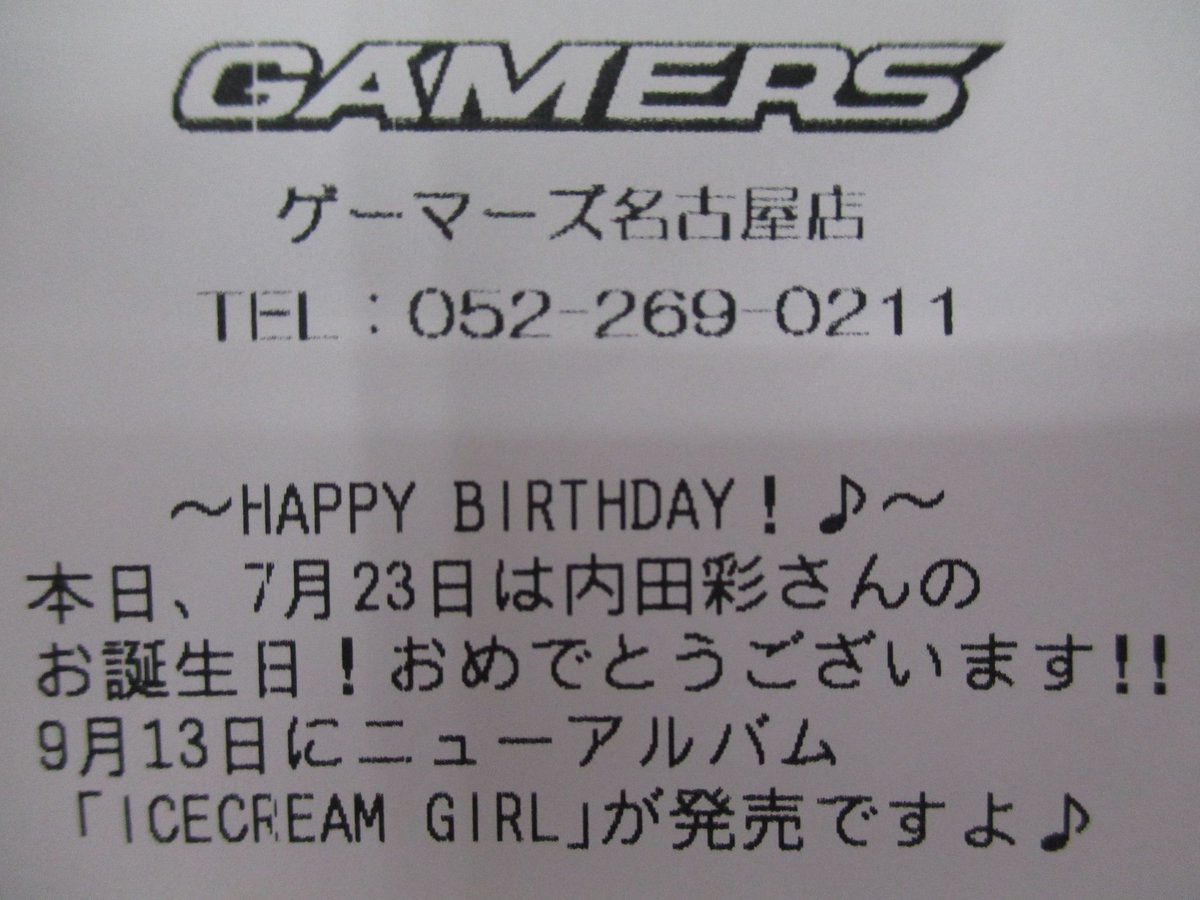 GAMERS
ゲーマーズ名古屋店
TEL：052-269-0211
～HAPPY BIRTHDAY！♪～
本日、7月23日は内田彩さんの
お誕生日！おめでとうございます!!
9月13日にニューアルバム
「ICECREAM GIRL」が発売ですよ♪